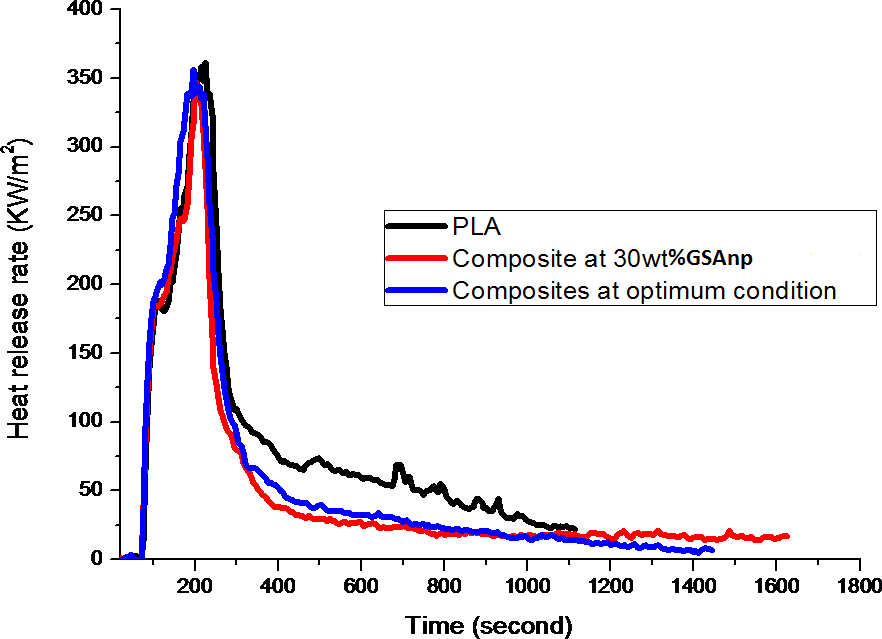 400
350
300
250
200
150
100
50
0
Heat release rate (KW/m²)
PLA
Composite at 30wt%GSAnp
Composites at optimum condition
200 400 600 800 1000 1200 1400 1600 1800
Time (second)